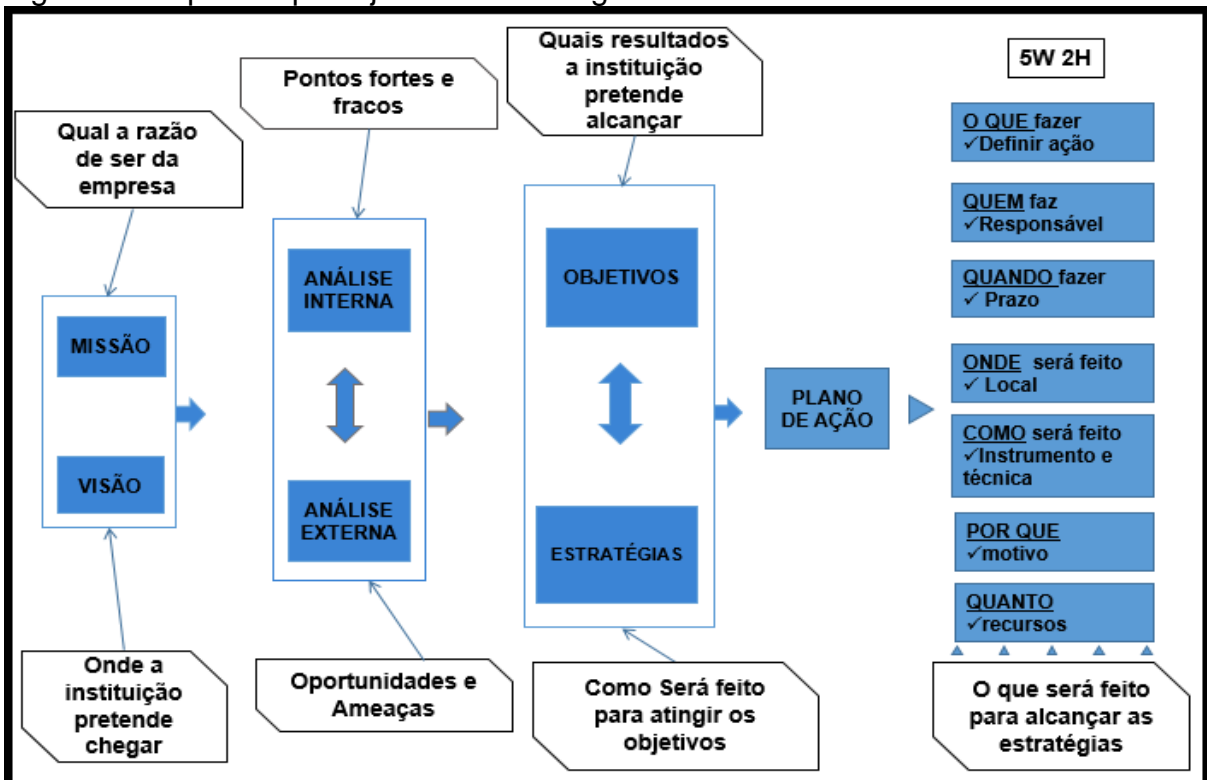 Quais resultados
a instituição
pretende
alcançar
5W 2H
Pontos fortes e
fracos
Qual a razão
de ser da
empresa
O QUE fazer
✓Definir ação
QUEM faz
✓Responsável
QUANDO fazer
✓ Prazo
ONDE será feito
✓ Local
COMO será feito
✓Instrumento e
técnica
POR QUE
✓motivo
QUANTO
✓recursos
MISSÃO
VISÃO
ANÁLISE
INTERNA
ANÁLISE
EXTERNA
OBJETIVOS
ESTRATÉGIAS
PLANO
DE AÇÃO
Onde a
instituição
pretende
chegar
Oportunidades e
Ameaças
Como Será feito
para atingir os
objetivos
O que será feito
para alcançar as
estratégias